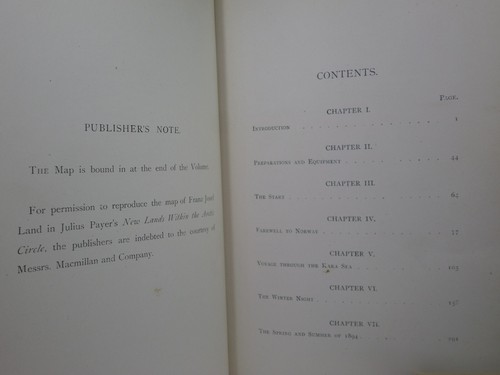 PUBLISHER'S NOTE
THE Map is bound in at the end of the Volume.
For permission to reproduce the map of Franz Josef
Land in Julius Payer's New Lands Within the Arctic
Circle, the publishers are indebted to the courtesy of
Messrs. Macmillan and Company.
CONTENTS.
PAGE.
CHAPTER I.
INTRODUCTION 1
CHAPTER II.
PREPARATIONS AND EQUIPMENT
CHAPTER III.
THE START 62
CHAPTER IV.
FAREWELL TO NORWAY 77
CHAPTER V.
VOYAGE THROUGH THE KARA SEA
CHAPTER VI.
THE WINTER NIGHT
CHAPTER VII.
THE SPRING AND SUMMER OF 1894